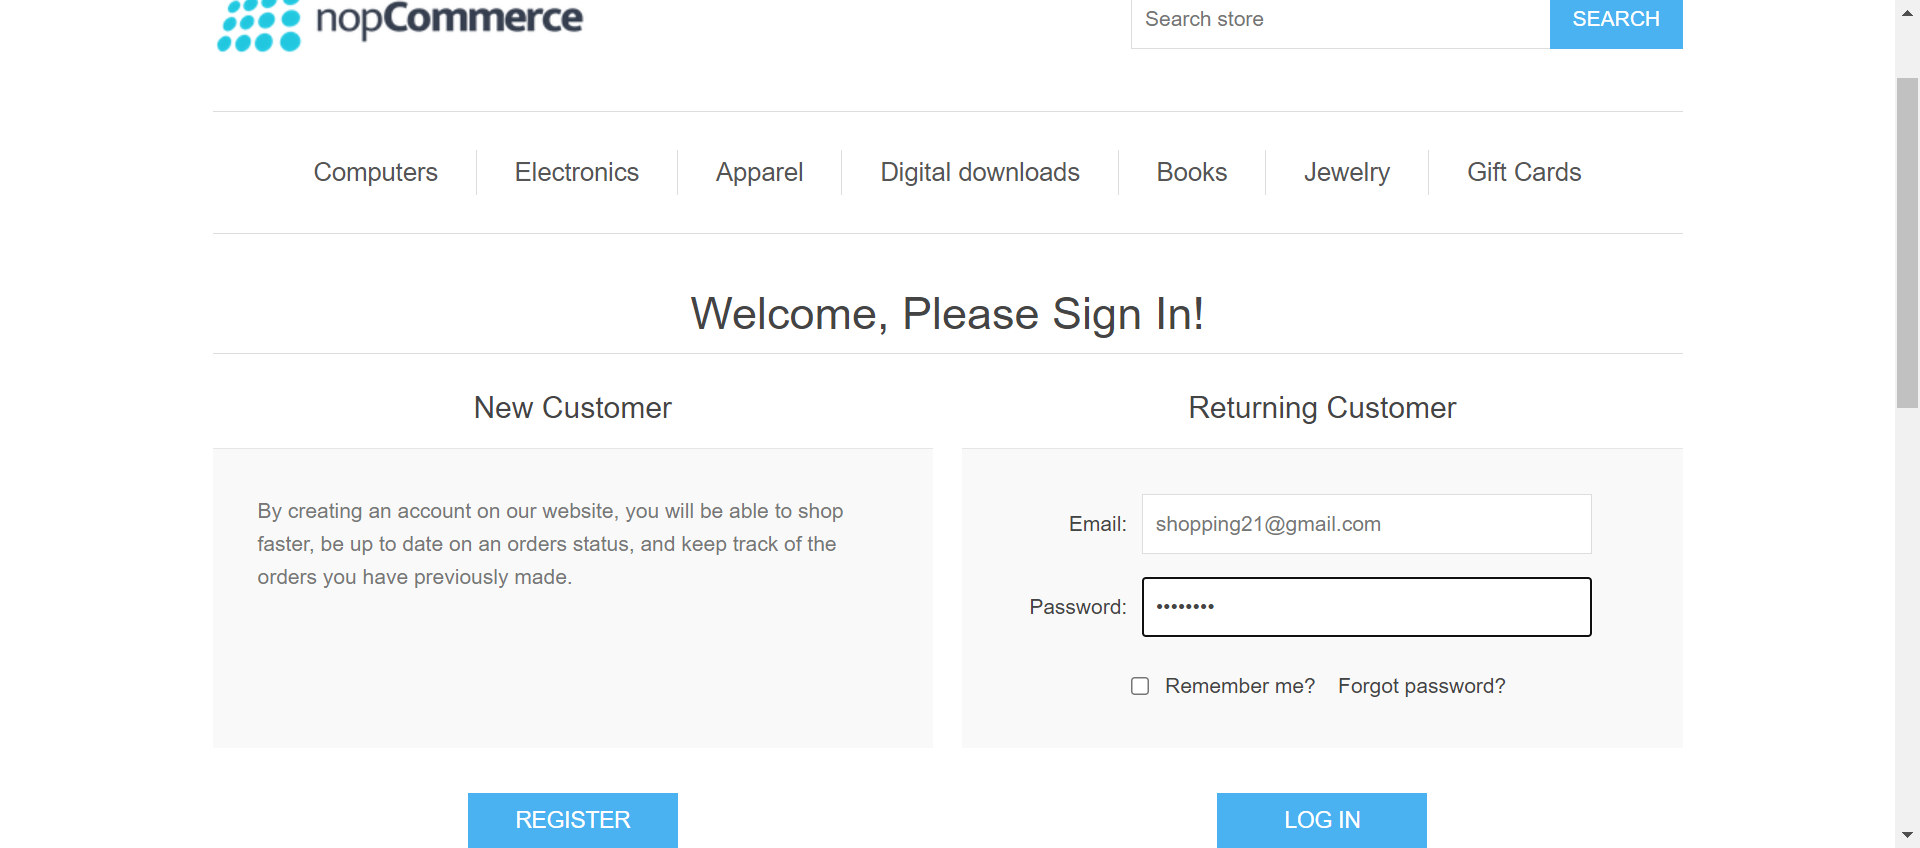 nopCommerce
Search store
SEARCH
Computers
Electronics
Apparel
Digital downloads
Books
Jewelry
Gift Cards
Welcome, Please Sign In!
New Customer
By creating an account on our website, you will be able to shop
faster, be up to date on an orders status, and keep track of the
orders you have previously made.
REGISTER
Returning Customer
Email:
shopping21@gmail.com
Password:
••••••••
Remember me?
Forgot password?
LOG IN